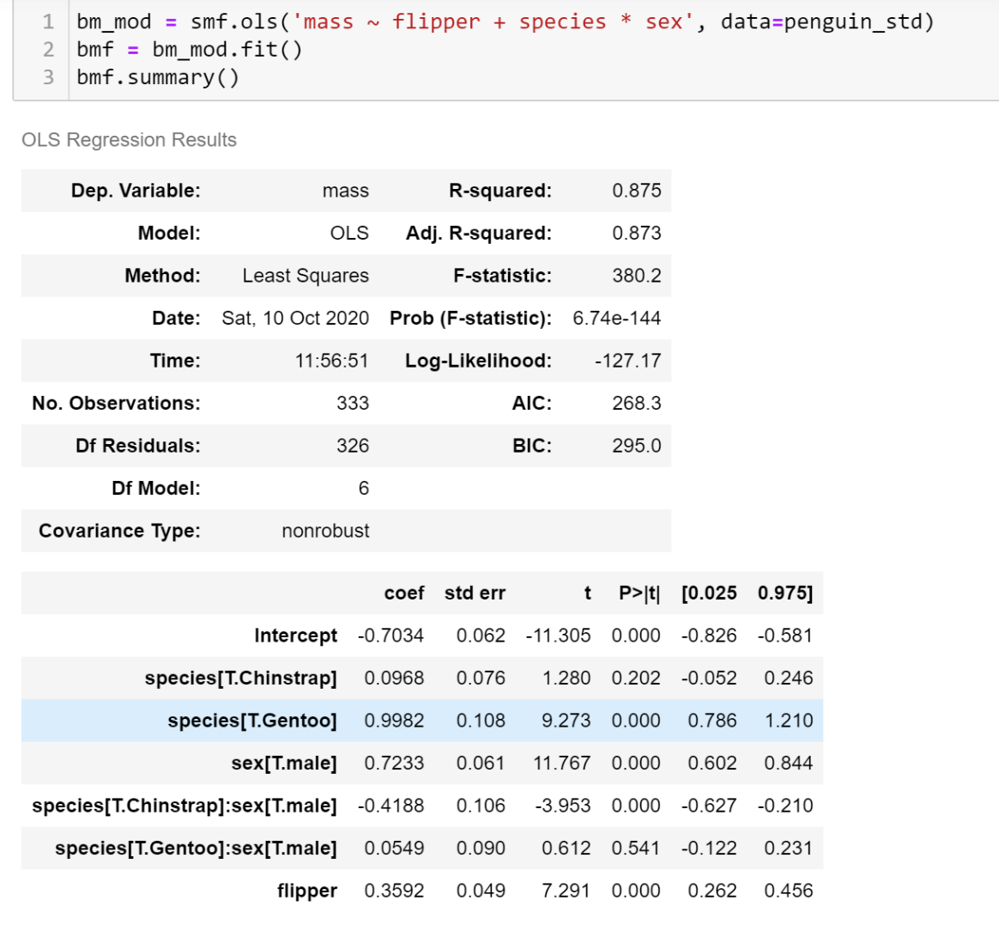 1 bm_mod = smf.ols('mass ~ flipper + species * sex', data=penguin_std)
2 bmf = bm_mod.fit()
3 bmf.summary()
OLS Regression Results
Dep. Variable: mass R-squared: 0.875
Model: OLS Adj. R-squared: 0.873
Method: Least Squares F-statistic: 380.2
Date: Sat, 10 Oct 2020 Prob (F-statistic): 6.74e-144
Time: 11:56:51 Log-Likelihood: -127.17
No. Observations: 333 AIC: 268.3
Df Residuals: 326 BIC: 295.0
Df Model: 6
Covariance Type: nonrobust
coef std err t P>|t| [0.025 0.975]
Intercept -0.7034 0.062 -11.305 0.000 -0.826 -0.581
species[T.Chinstrap] 0.0968 0.076 1.280 0.202 -0.052 0.246
species[T.Gentoo] 0.9982 0.108 9.273 0.000 0.786 1.210
sex[T.male] 0.7233 0.061 11.767 0.000 0.602 0.844
species[T.Chinstrap]:sex[T.male] -0.4188 0.106 -3.953 0.000 -0.627 -0.210
species[T.Gentoo]:sex[T.male] 0.0549 0.090 0.612 0.541 -0.122 0.231
flipper 0.3592 0.049 7.291 0.000 0.262 0.456